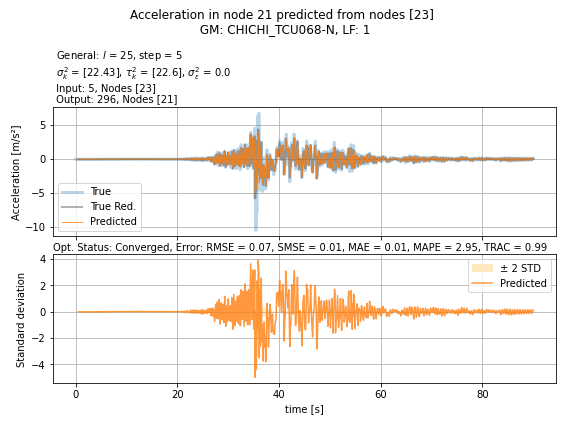 Acceleration in node 21 predicted from nodes [23]
GM: CHICHI_TCU068-N, LF: 1
General: l = 25, step = 5
σ²ₖ = [22.43], τ²ₖ = [22.6], σ²ₑ = 0.0
Input: 5, Nodes [23]
Output: 296, Nodes [21]
Acceleration [m/s²]
5
0
−5
−10
True
True Red.
Predicted
Opt. Status: Converged, Error: RMSE = 0.07, SMSE = 0.01, MAE = 0.01, MAPE = 2.95, TRAC = 0.99
Standard deviation
4
2
0
−2
−4
± 2 STD
Predicted
0 20 40 60 80
time [s]